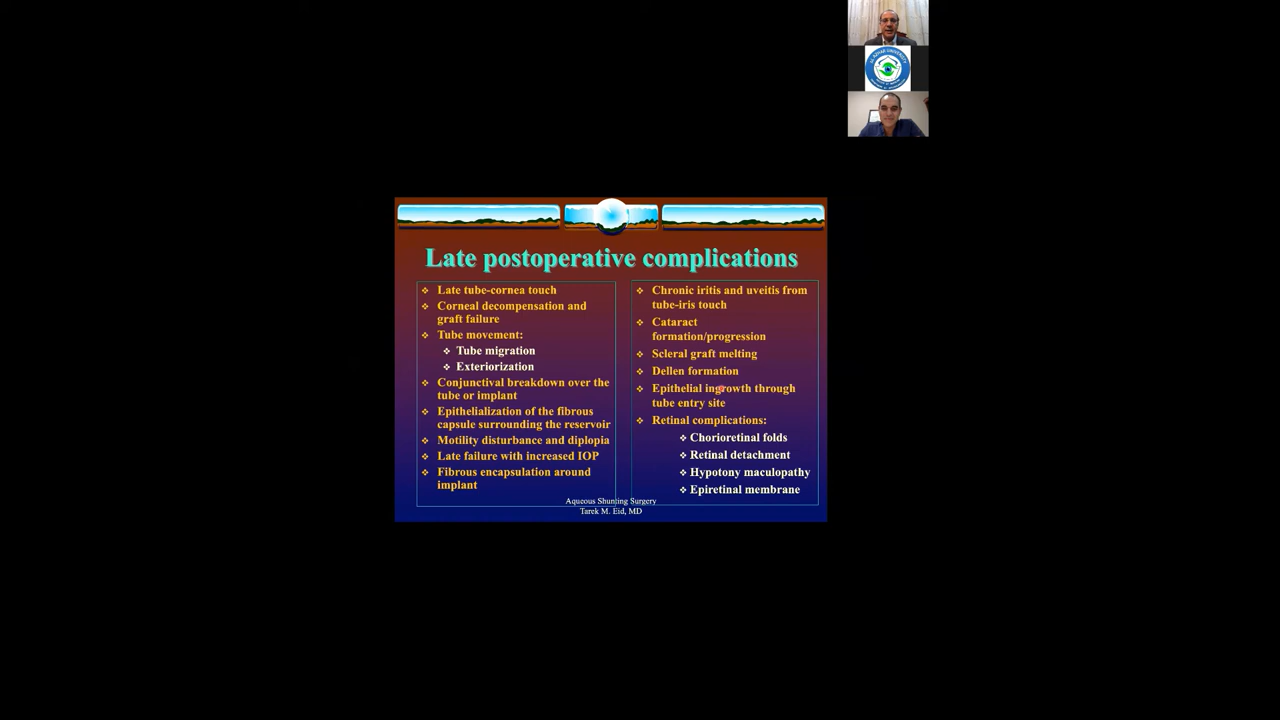 Late postoperative complications
Late tube-cornea touch
Corneal decompensation and
graft failure
Tube movement:
Tube migration
Exteriorization
Conjunctival breakdown over the
tube or implant
Epithelialization of the fibrous
capsule surrounding the reservoir
Motility disturbance and diplopia
Late failure with increased IOP
Fibrous encapsulation around
implant
Chronic iritis and uveitis from
tube-iris touch
Cataract
formation/progression
Scleral graft melting
Dellen formation
Epithelial ingrowth through
tube entry site
Retinal complications:
Chorioretinal folds
Retinal detachment
Hypotony maculopathy
Epiretinal membrane
Aqueous Shunting Surgery
Tarek M. Eid, MD